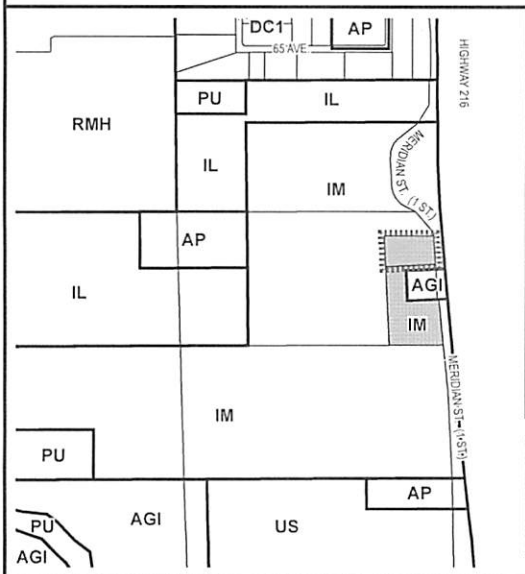 DC1
AP
65 AVE.
HIGHWAY 216
PU
IL
RMH
MERIDIAN ST. (1 ST.)
IL
IM
AP
IL
AGI
IM
MERIDIAN ST. (1 ST.)
IM
PU
AP
PU
AGI
US
AGI